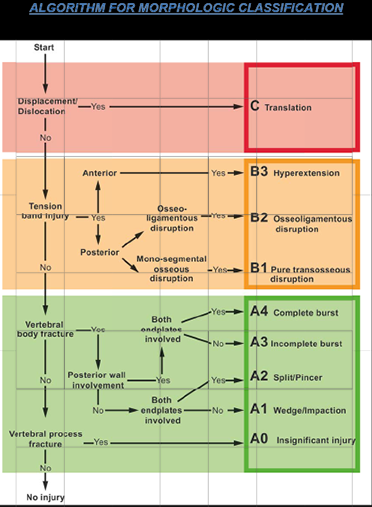 ALGORITHM FOR MORPHOLOGIC CLASSIFICATION
Start
Displacement/
Dislocation
Yes
C Translation
No
Anterior
Yes
B3 Hyperextension
Tension
band injury
Yes
Osseo-
ligamentous
disruption
Yes
B2 Osseoligamentous
disruption
Posterior
Mono-segmental
osseous
disruption
Yes
B1 Pure transosseous
disruption
No
Vertebral
body fracture
Yes
Both
endplates
involved
Yes
A4 Complete burst
No
A3 Incomplete burst
Posterior wall
involvement
Yes
A2 Split/Pincer
No
Both
endplates
involved
Yes
No
A1 Wedge/Impaction
No
Vertebral process
fracture
Yes
A0 Insignificant injury
No
No injury